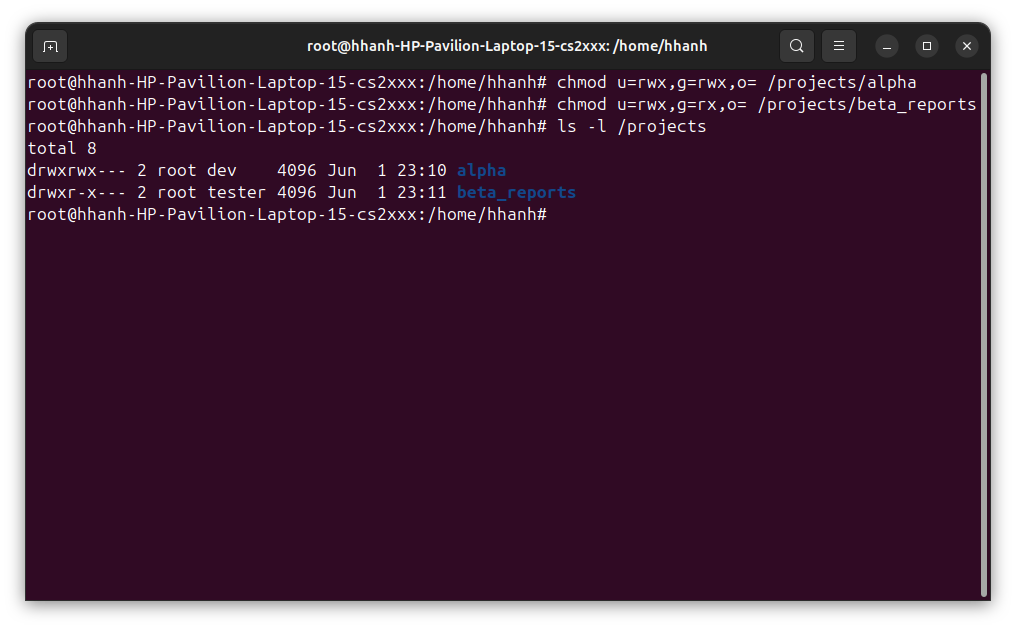 root@hhanh-HP-Pavilion-Laptop-15-cs2xxx: /home/hhanh
root@hhanh-HP-Pavilion-Laptop-15-cs2xxx:/home/hhanh# chmod u=rwx,g=rwx,o= /projects/alpha
root@hhanh-HP-Pavilion-Laptop-15-cs2xxx:/home/hhanh# chmod u=rwx,g=rx,o= /projects/beta_reports
root@hhanh-HP-Pavilion-Laptop-15-cs2xxx:/home/hhanh# ls -l /projects
total 8
drwxrwx--- 2 root dev    4096 Jun  1 23:10 alpha
drwxr-x--- 2 root tester 4096 Jun  1 23:11 beta_reports
root@hhanh-HP-Pavilion-Laptop-15-cs2xxx:/home/hhanh#